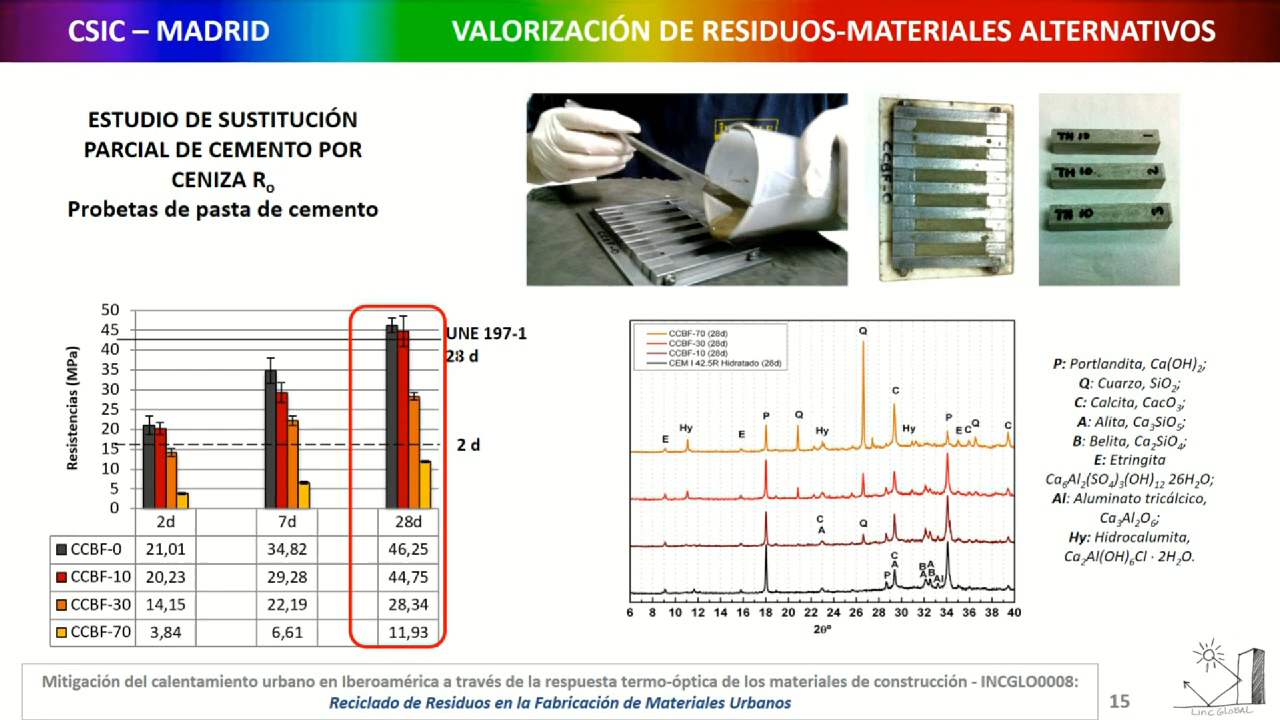 CSIC – MADRID
VALORIZACIÓN DE RESIDUOS-MATERIALES ALTERNATIVOS
ESTUDIO DE SUSTITUCIÓN
PARCIAL DE CEMENTO POR
CENIZA Ro
Probetas de pasta de cemento
CCBF-0
CCBF-0
TH 10 1
TH 10 2
TH 10 3
Resistencias (MPa)
50
45
40
35
30
25
20
15
10
5
0
UNE 197-1
28 d
2 d
2d 7d 28d
CCBF-0 21,01 34,82 46,25
CCBF-10 20,23 29,28 44,75
CCBF-30 14,15 22,19 28,34
CCBF-70 3,84 6,61 11,93
CCBF-70 (28d)
CCBF-30 (28d)
CCBF-10 (28d)
CEM I 42.5R Hidratado (28d)
E Hy E P Q Hy Q C Hy P E C Q C
C A Q
P C A B A A B Al
6 8 10 12 14 16 18 20 22 24 26 28 30 32 34 36 38 40
2θº
P: Portlandita, Ca(OH)2;
Q: Cuarzo, SiO2;
C: Calcita, CacO3;
A: Alita, Ca3SiO5;
B: Belita, Ca2SiO4;
E: Etringita
Ca6Al2(SO4)3(OH)12 26H2O;
Al: Aluminato tricálcico,
Ca3Al2O6;
Hy: Hidrocalumita,
Ca2Al(OH)6Cl · 2H2O.
Mitigación del calentamiento urbano en Iberoamérica a través de la respuesta termo-óptica de los materiales de construcción - INCGLO0008:
Reciclado de Residuos en la Fabricación de Materiales Urbanos
15
LINC GLOBAL